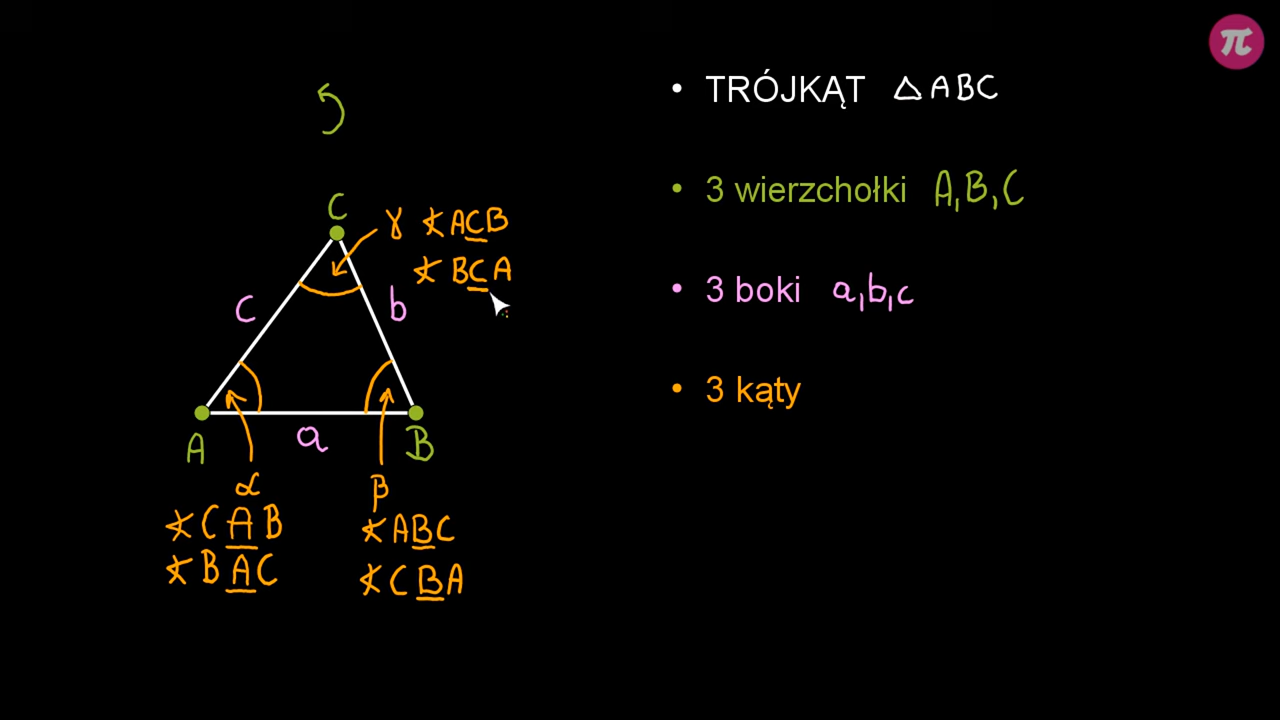 π
TRÓJKĄT △ABC
3 wierzchołki A,B,C
3 boki a,b,c
3 kąty
C
γ ∢ACB
∢BCA
c
b
A
a
B
α
∢CAB
∢BAC
β
∢ABC
∢CBA